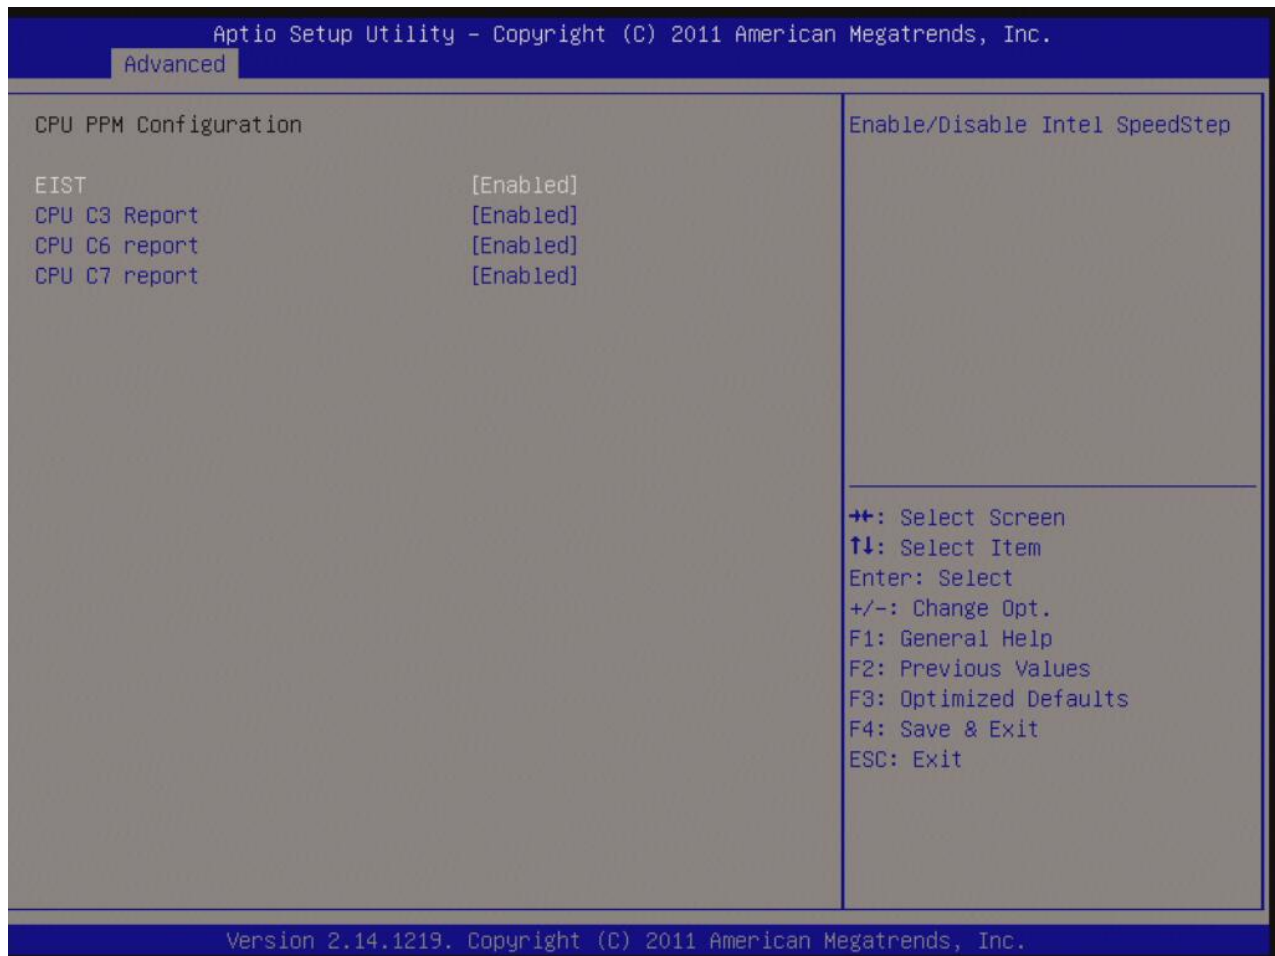 Aptio Setup Utility – Copyright (C) 2011 American Megatrends, Inc.
Advanced
CPU PPM Configuration
EIST [Enabled]
CPU C3 Report [Enabled]
CPU C6 report [Enabled]
CPU C7 report [Enabled]
Enable/Disable Intel SpeedStep
→←: Select Screen
↑↓: Select Item
Enter: Select
+/-: Change Opt.
F1: General Help
F2: Previous Values
F3: Optimized Defaults
F4: Save & Exit
ESC: Exit
Version 2.14.1219. Copyright (C) 2011 American Megatrends, Inc.